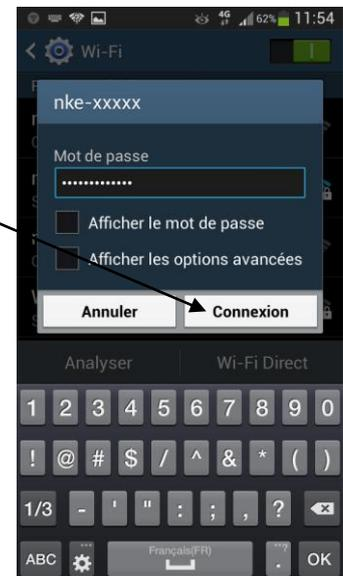 4G 62% 11:54
Wi-Fi
nke-xxxxx
Mot de passe
•••••••••••••
Afficher le mot de passe
Afficher les options avancées
Annuler Connexion
Analyser Wi-Fi Direct
1 2 3 4 5 6 7 8 9 0
! @ # $ / ^ & * ( )
1/3 - ' " : ; , ?
ABC Français(FR) . OK